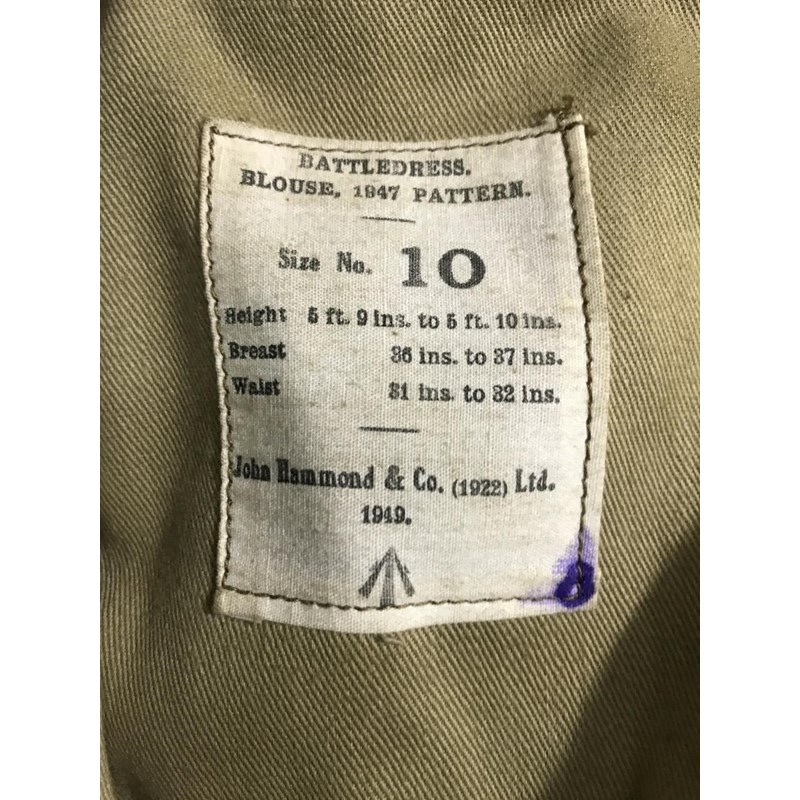 BATTLEDRESS.
BLOUSE, 1947 PATTERN.
Size No. 10
Height 5 ft. 9 ins. to 5 ft. 10 ins.
Breast 36 ins. to 37 ins.
Waist 31 ins. to 32 ins.
John Hammond & Co. (1922) Ltd.
1949.